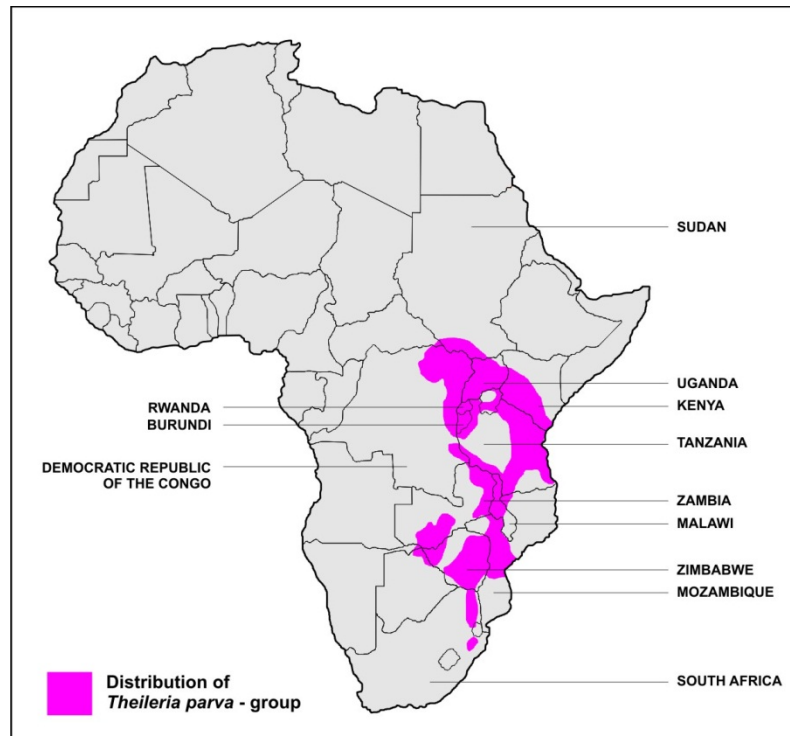 SUDAN
UGANDA
RWANDA
KENYA
BURUNDI
TANZANIA
DEMOCRATIC REPUBLIC
OF THE CONGO
ZAMBIA
MALAWI
ZIMBABWE
MOZAMBIQUE
SOUTH AFRICA
Distribution of
Theileria parva - group